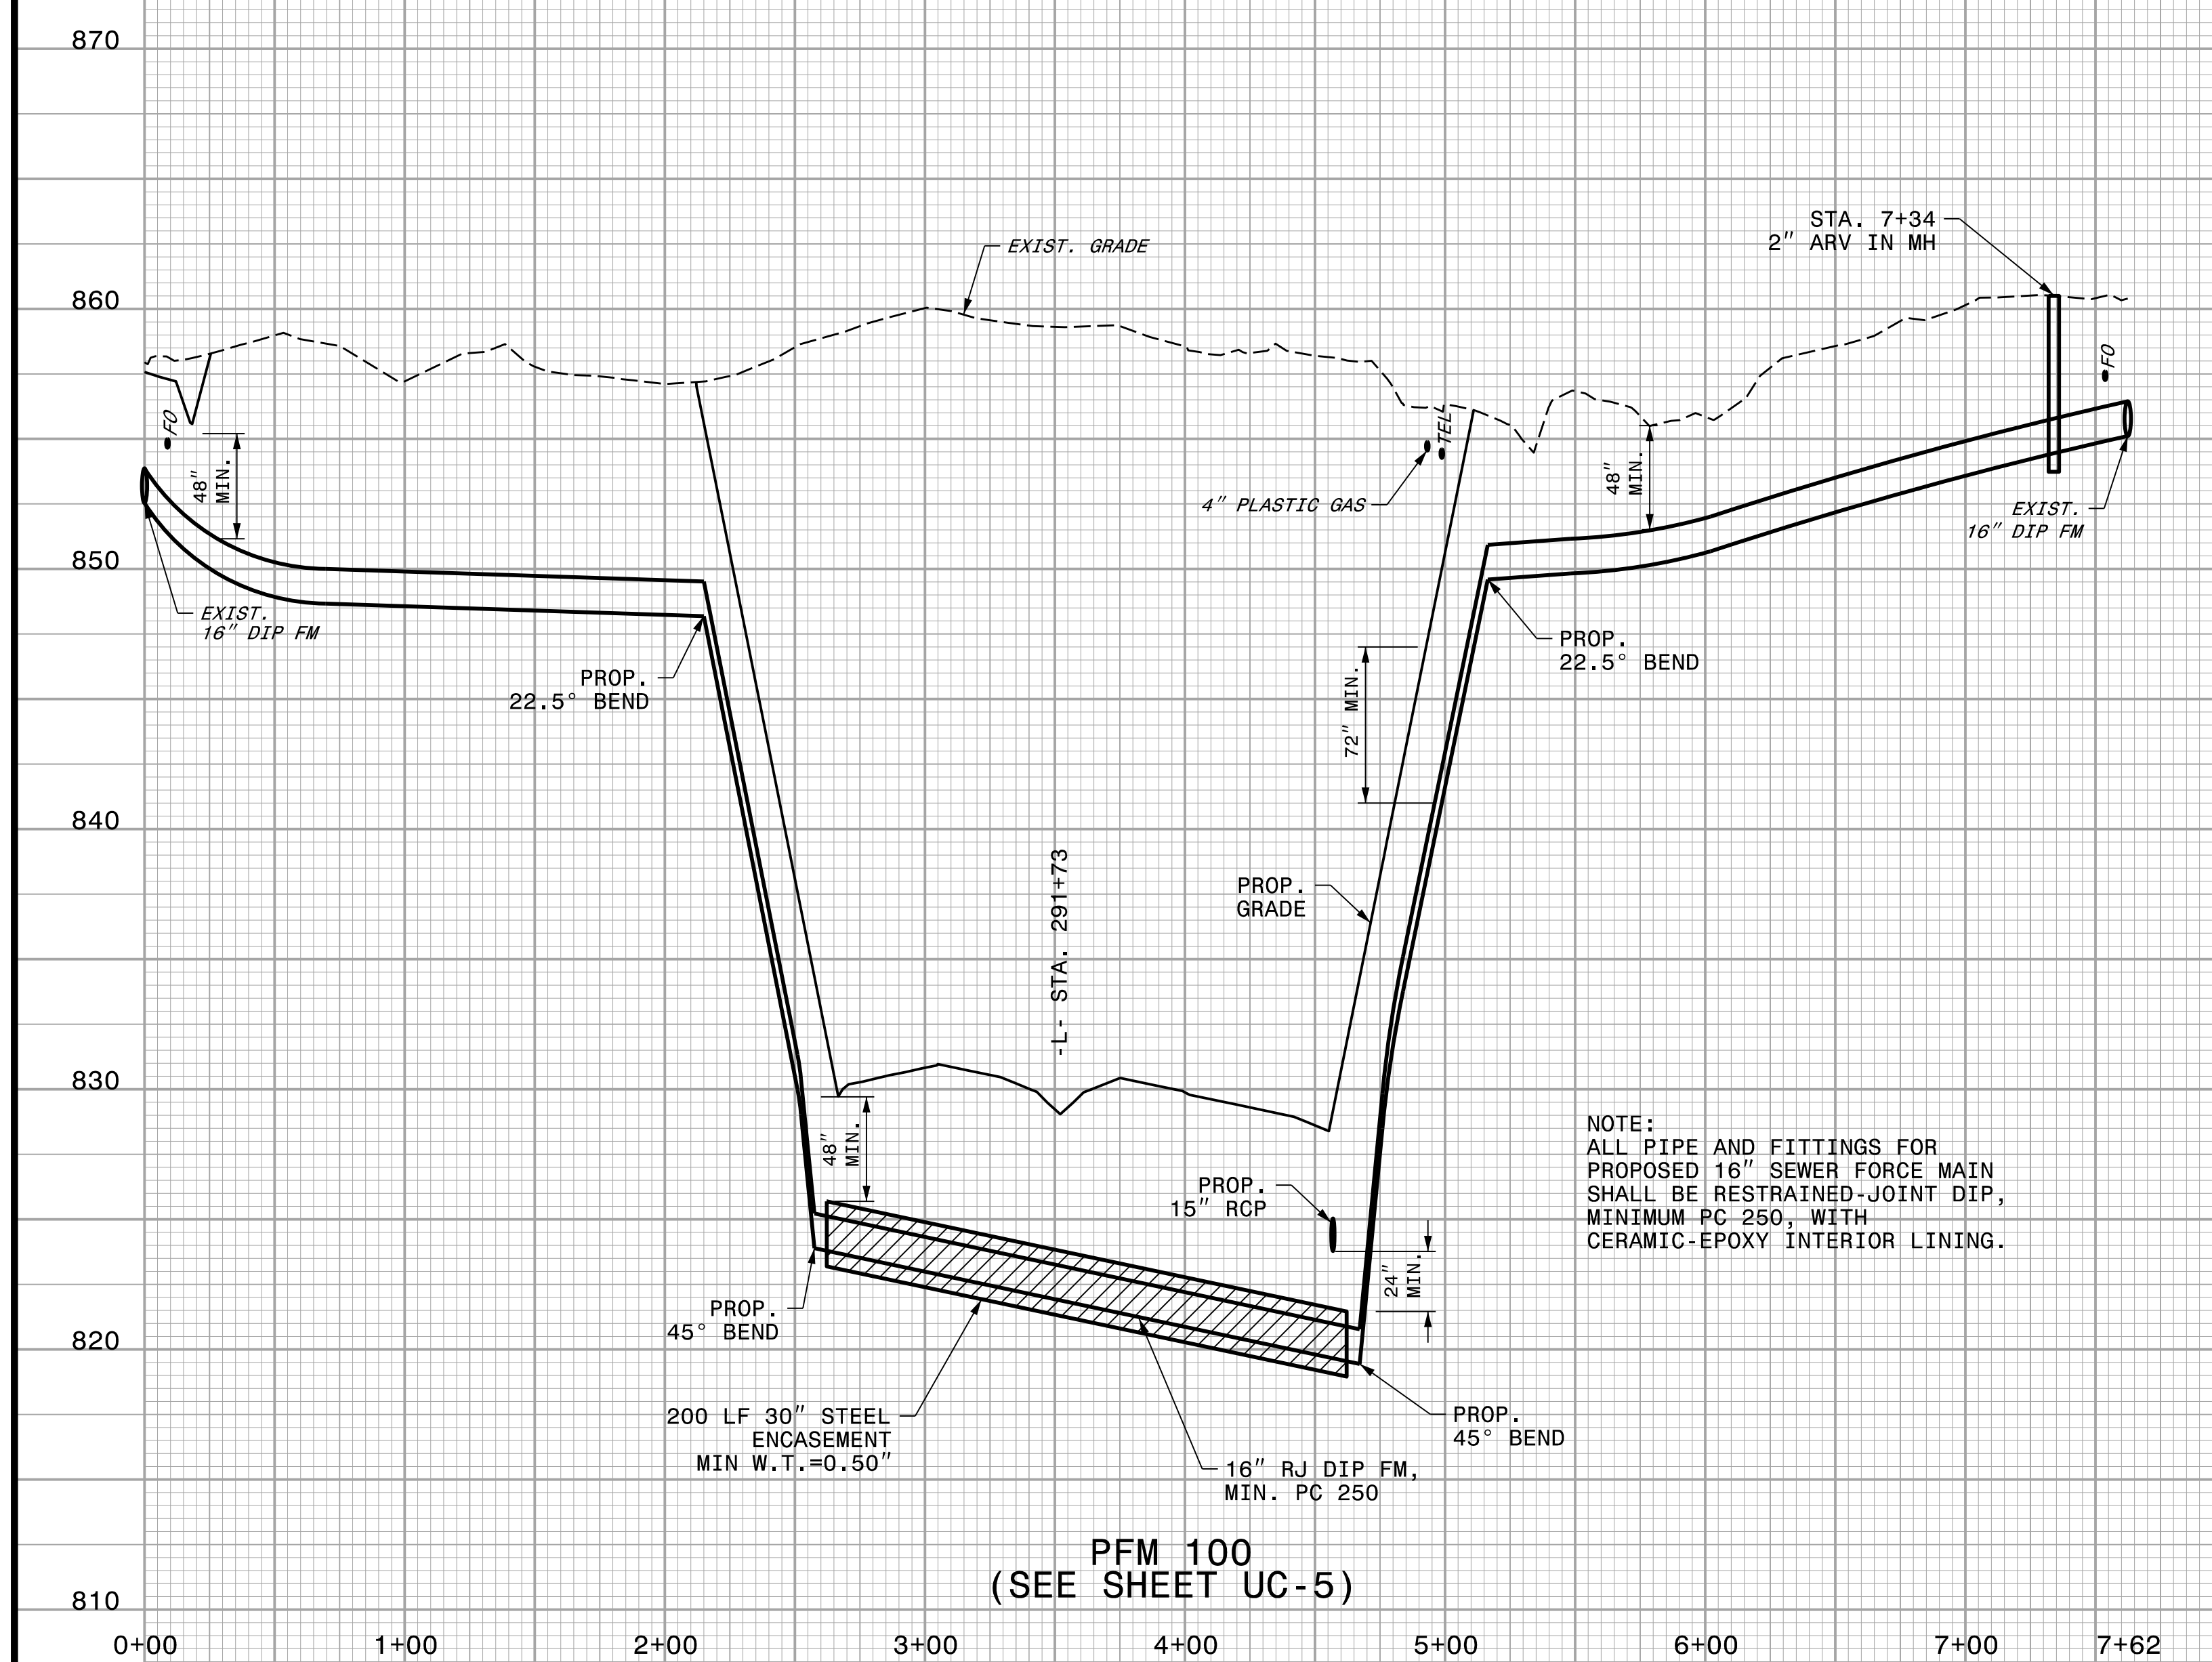 870
860
850
840
830
820
810
0+00
1+00
2+00
3+00
4+00
5+00
6+00
7+00
7+62
STA. 7+34
2" ARV IN MH
EXIST. GRADE
FO
48"
MIN.
EXIST.
16" DIP FM
PROP.
22.5° BEND
TEL
4" PLASTIC GAS
72" MIN.
PROP.
GRADE
-L- STA. 291+73
48"
MIN.
FO
EXIST.
16" DIP FM
PROP.
22.5° BEND
48"
MIN.
PROP.
15" RCP
24"
MIN.
PROP.
45° BEND
200 LF 30" STEEL
ENCASEMENT
MIN W.T.=0.50"
16" RJ DIP FM,
MIN. PC 250
PROP.
45° BEND
NOTE:
ALL PIPE AND FITTINGS FOR
PROPOSED 16" SEWER FORCE MAIN
SHALL BE RESTRAINED-JOINT DIP,
MINIMUM PC 250, WITH
CERAMIC-EPOXY INTERIOR LINING.
PFM 100
(SEE SHEET UC-5)